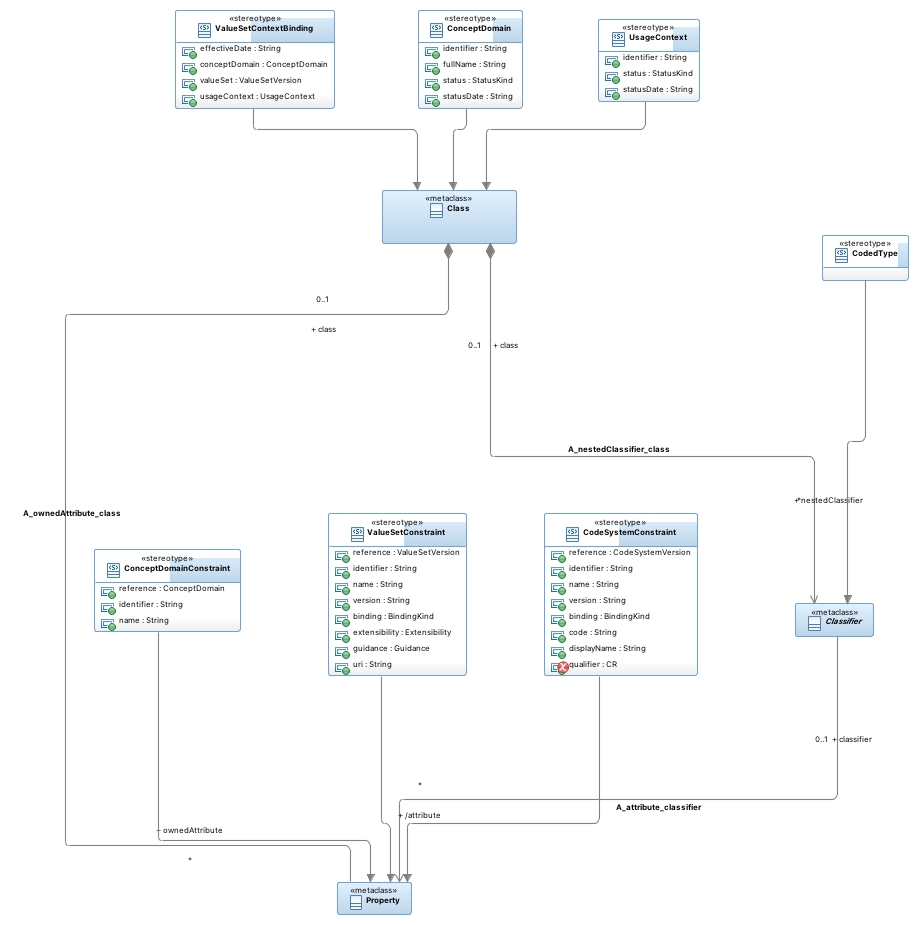 «stereotype»
ValueSetContextBinding
effectiveDate : String
conceptDomain : ConceptDomain
valueSet : ValueSetVersion
usageContext : UsageContext
«stereotype»
ConceptDomain
identifier : String
fullName : String
status : StatusKind
statusDate : String
«stereotype»
UsageContext
identifier : String
status : StatusKind
statusDate : String
«metaclass»
Class
«stereotype»
CodedType
0..1
+ class
0..1 + class
A_nestedClassifier_class
+ nestedClassifier
*
A_ownedAttribute_class
«stereotype»
ConceptDomainConstraint
reference : ConceptDomain
identifier : String
name : String
«stereotype»
ValueSetConstraint
reference : ValueSetVersion
identifier : String
name : String
version : String
binding : BindingKind
extensibility : Extensibility
guidance : Guidance
uri : String
«stereotype»
CodeSystemConstraint
reference : CodeSystemVersion
identifier : String
name : String
version : String
binding : BindingKind
code : String
displayName : String
qualifier : CR
«metaclass»
Classifier
0..1 + classifier
*
A_attribute_classifier
+ /attribute
+ ownedAttribute
*
«metaclass»
Property